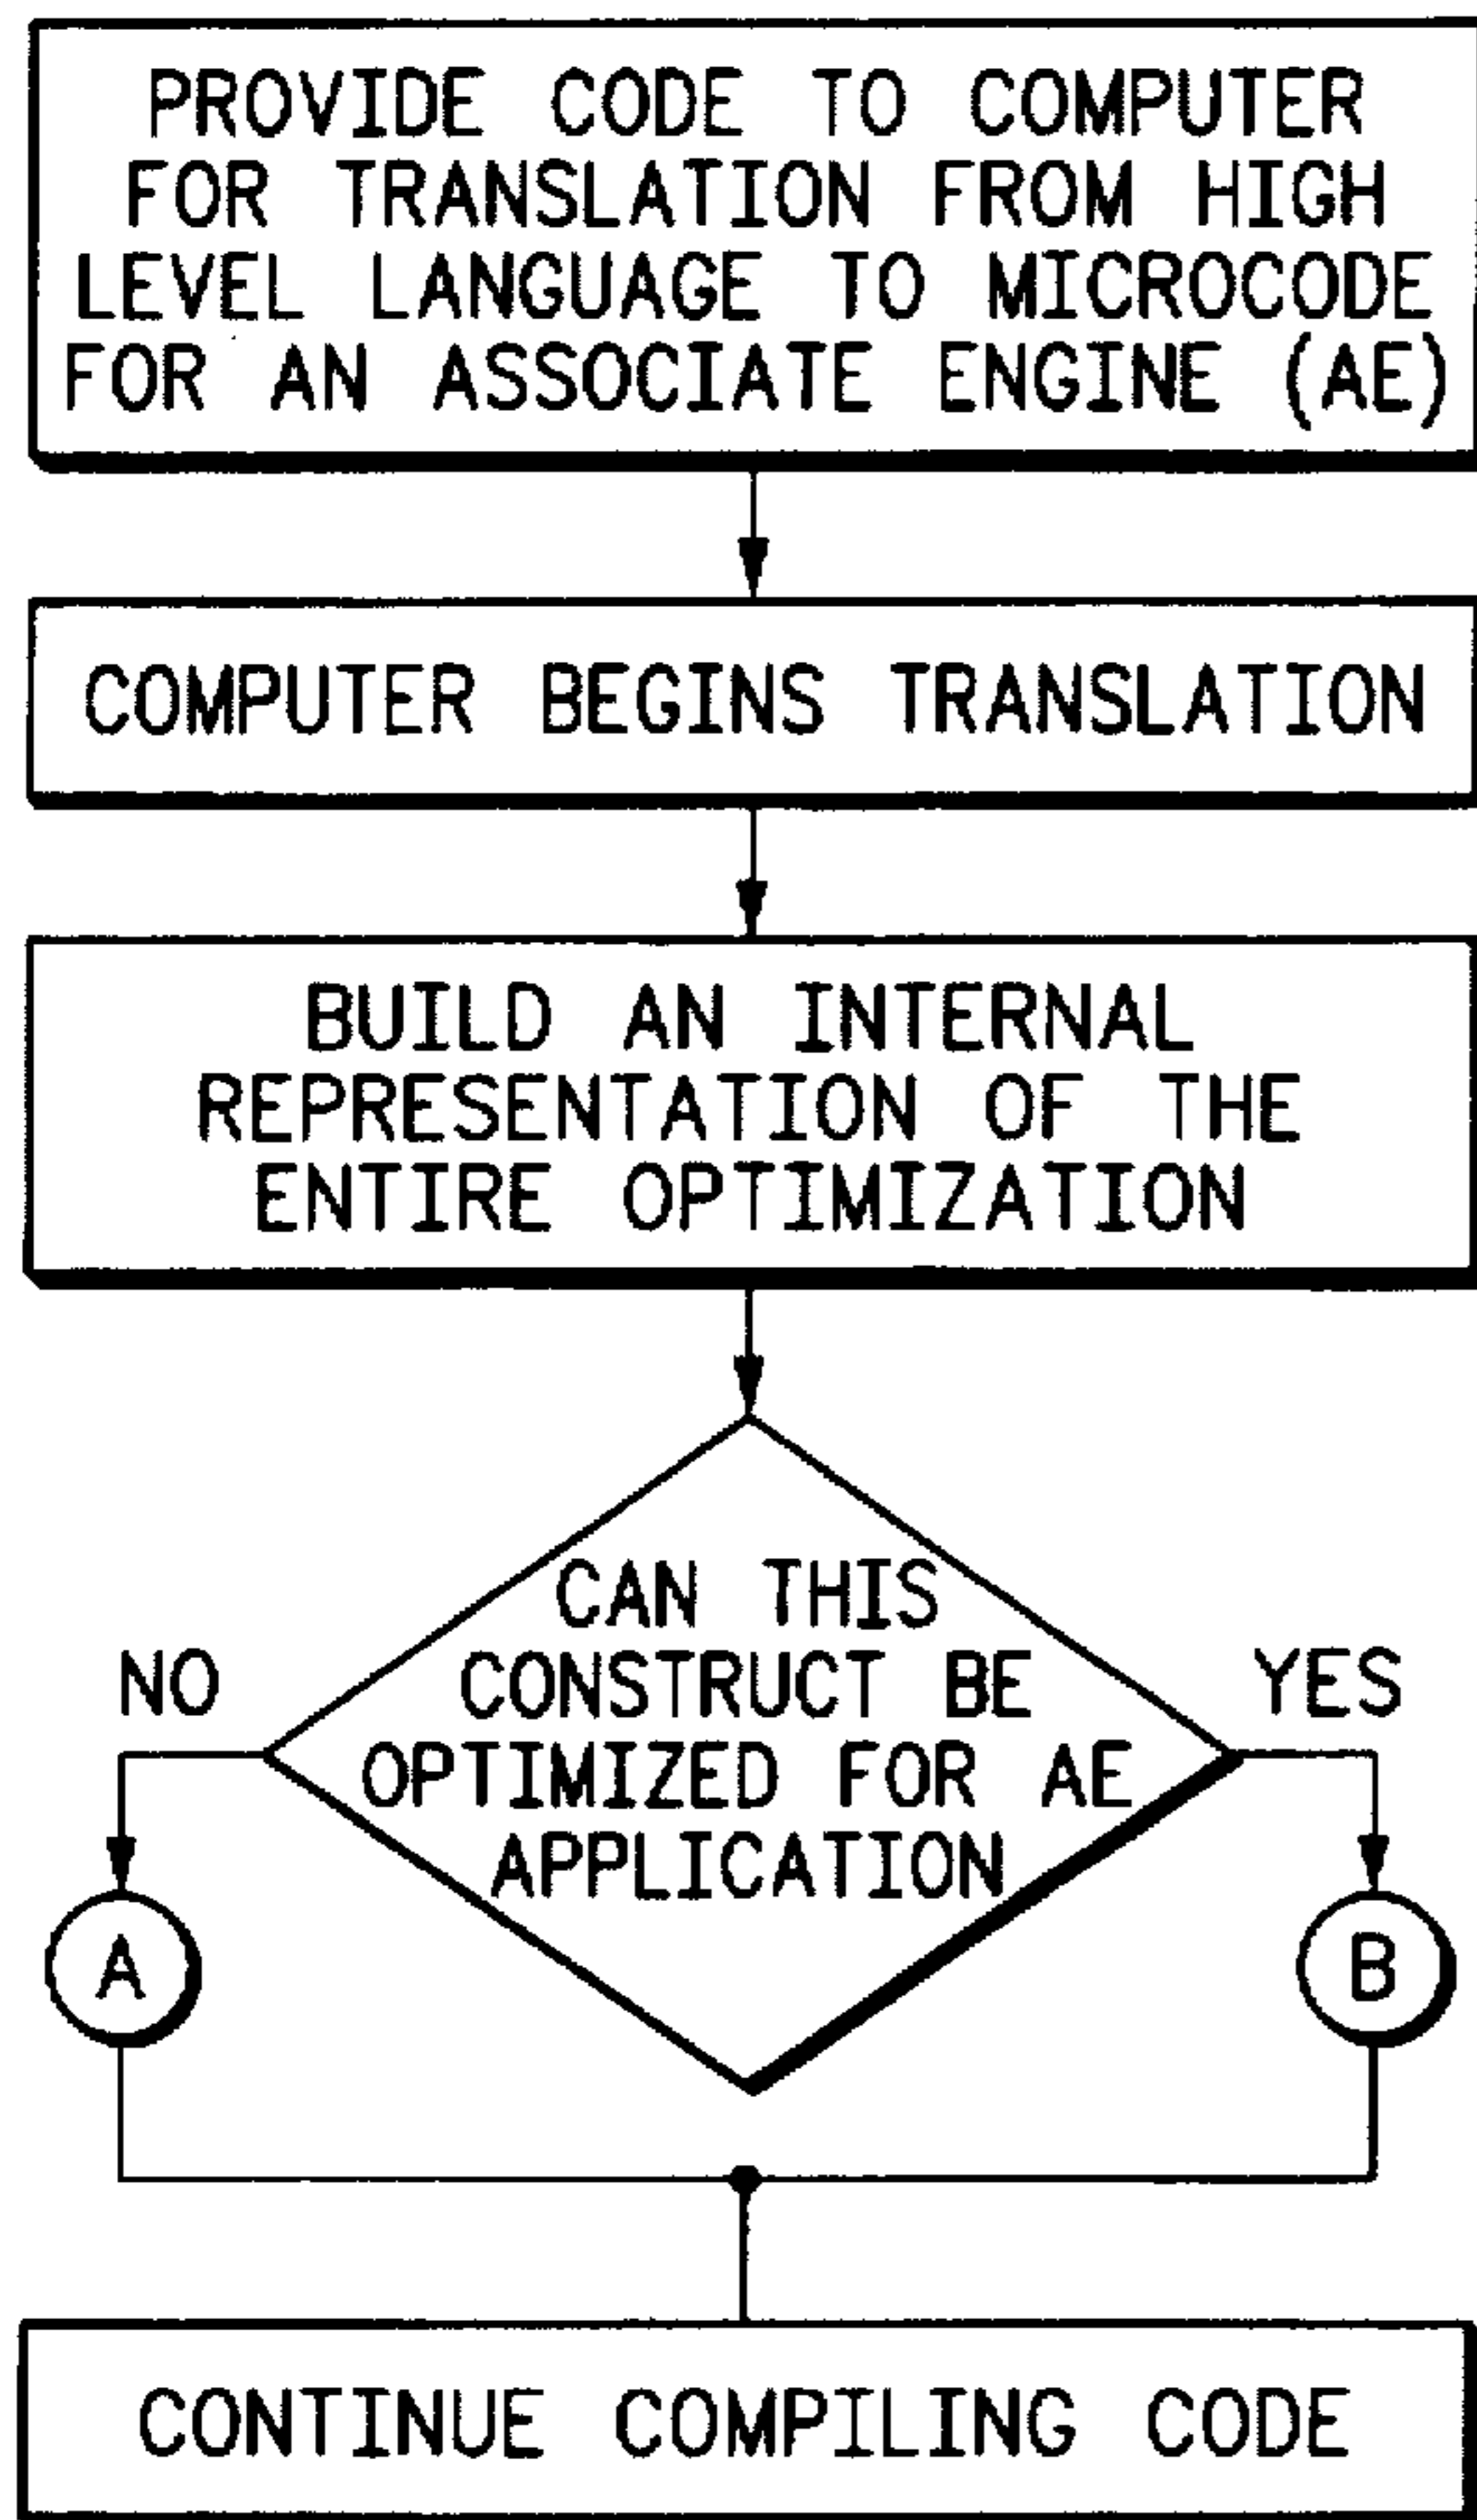 PROVIDE CODE TO COMPUTER
FOR TRANSLATION FROM HIGH
LEVEL LANGUAGE TO MICROCODE
FOR AN ASSOCIATE ENGINE (AE)
COMPUTER BEGINS TRANSLATION
BUILD AN INTERNAL
REPRESENTATION OF THE
ENTIRE OPTIMIZATION
CAN THIS
CONSTRUCT BE
OPTIMIZED FOR AE
APPLICATION
NO
YES
A
B
CONTINUE COMPILING CODE